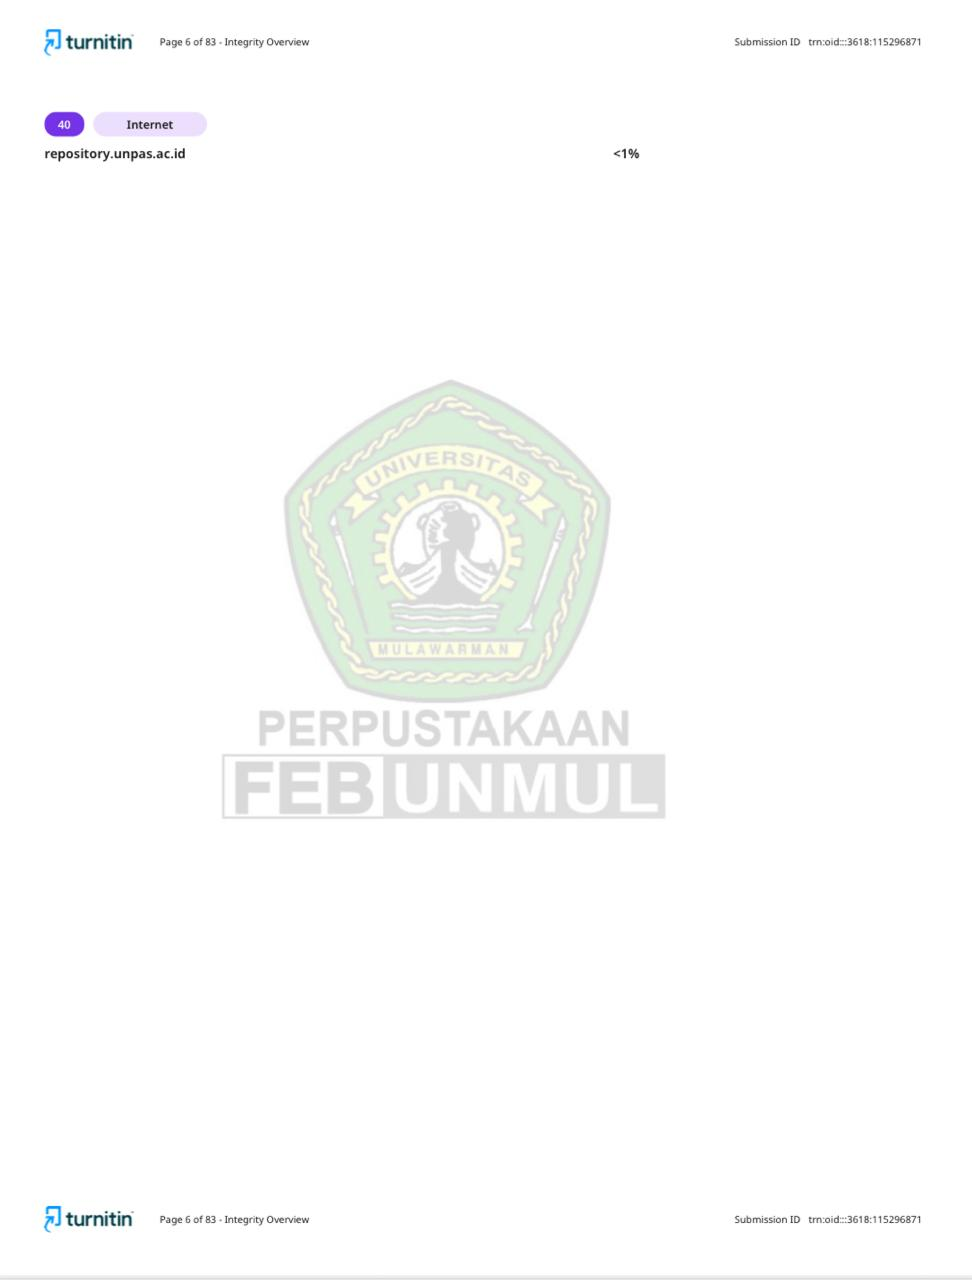 turnitin Page 6 of 83 - Integrity Overview Submission ID trn:oid:::3618:115296871
40 Internet
repository.unpas.ac.id <1%
UNIVERSITAS
MULAWARMAN
PERPUSTAKAAN
FEB UNMUL
turnitin Page 6 of 83 - Integrity Overview Submission ID trn:oid:::3618:115296871